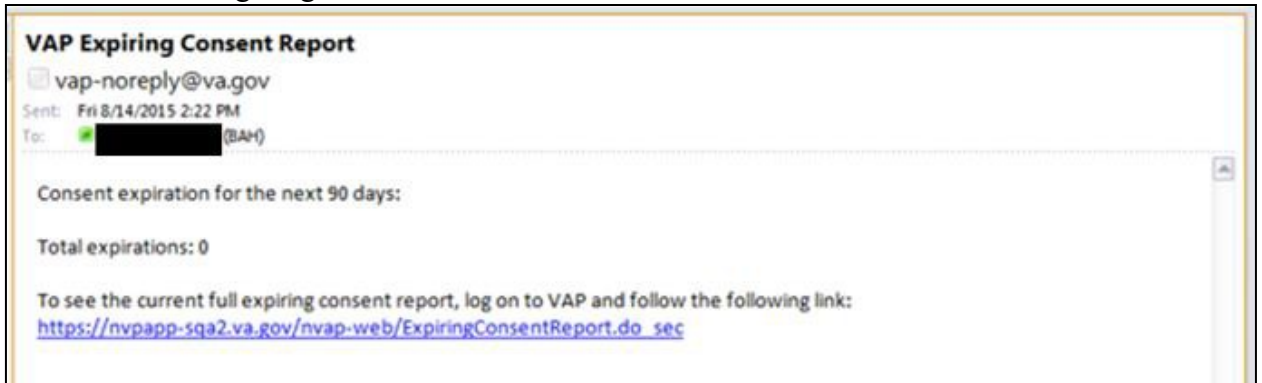 VAP Expiring Consent Report
vap-noreply@va.gov
Sent: Fri 8/14/2015 2:22 PM
To: (BAH)
Consent expiration for the next 90 days:
Total expirations: 0
To see the current full expiring consent report, log on to VAP and follow the following link:
https://nvpapp-sqa2.va.gov/nvap-web/ExpiringConsentReport.do_sec